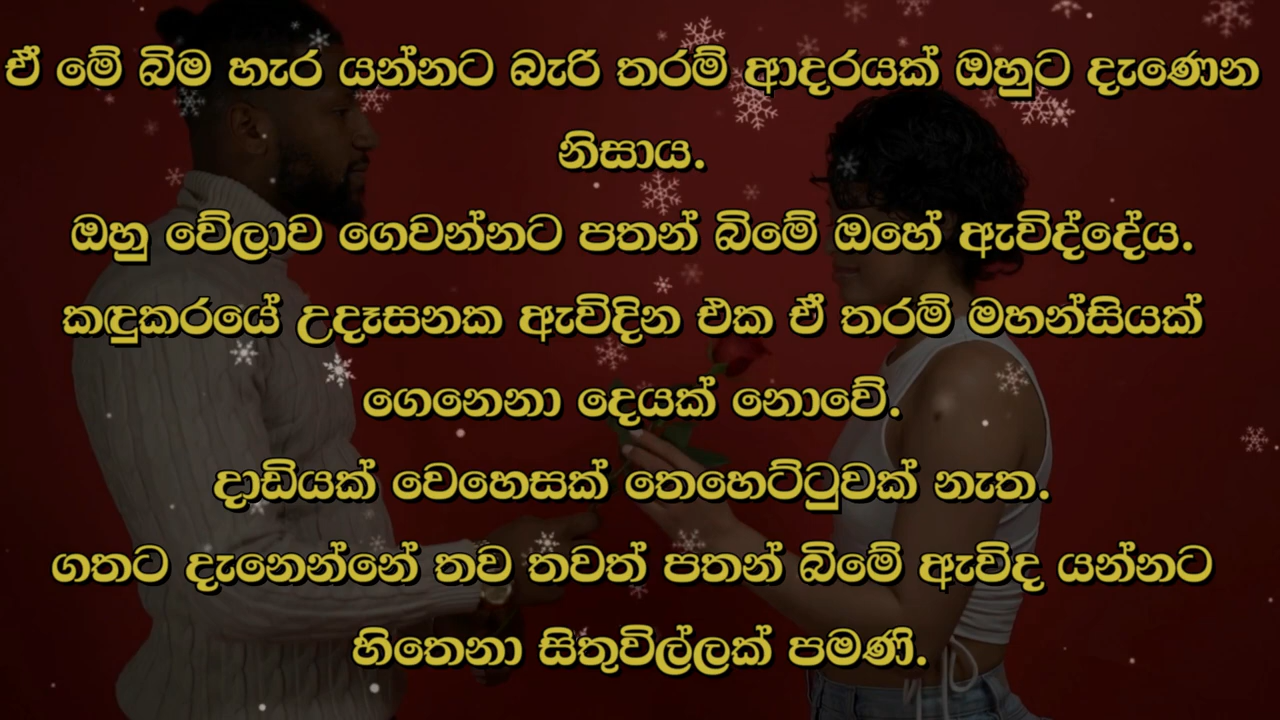 ඒ මේ බිම හැර යන්නට බැරි තරම් ආදරයක් ඔහුට දැණෙන
නිසාය.
ඔහු වේලාව ගෙවන්නට පතන් බිමේ ඔහේ ඇවිද්දේය.
කඳුකරයේ උදෑසනක ඇවිදින එක ඒ තරම් මහන්සියක්
ගෙනෙනා දෙයක් නොවේ.
දාඩියක් වෙහෙසක් තෙහෙට්ටුවක් නැත.
ගතට දැනෙන්නේ තව තවත් පතන් බිමේ ඇවිද යන්නට
හිතෙනා සිතුවිල්ලක් පමණි.